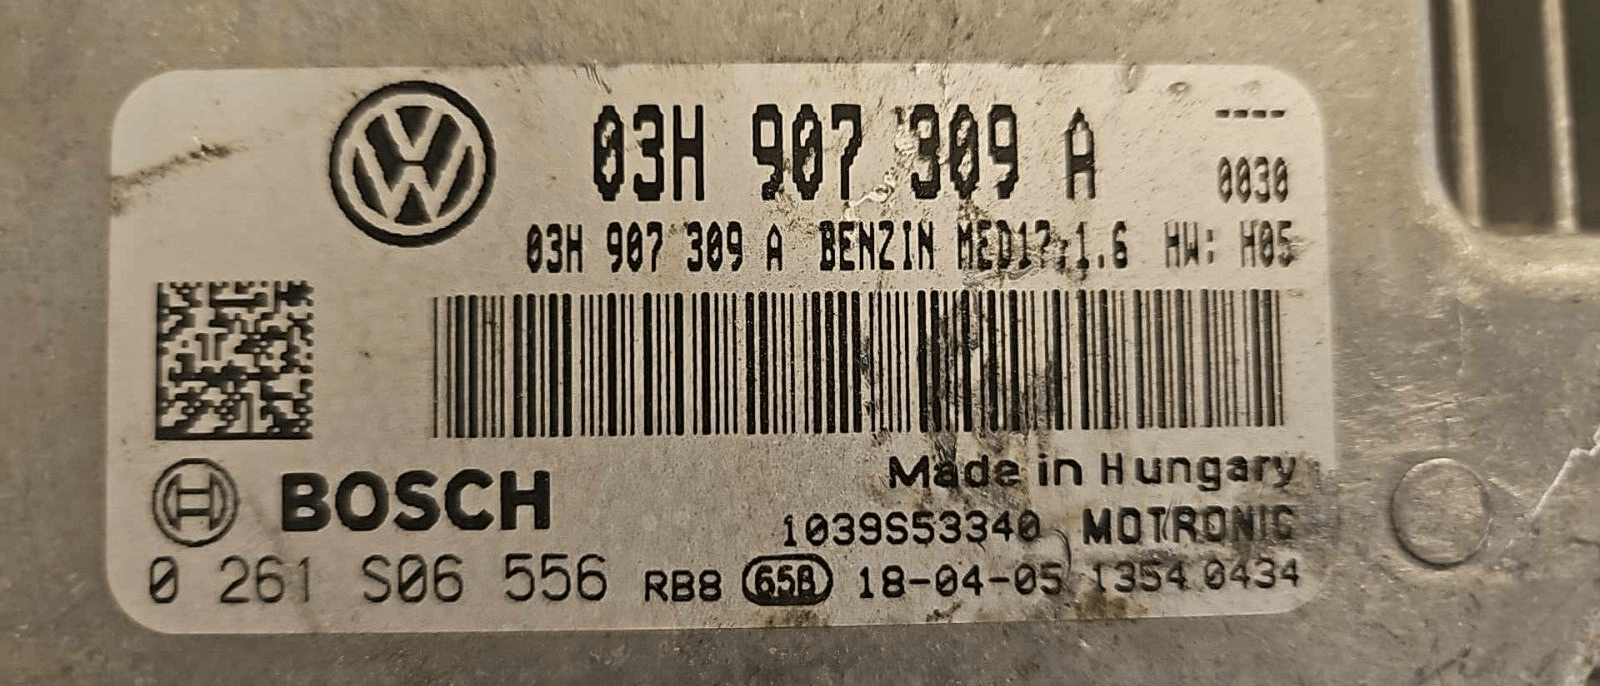 03H 907 309 A ----
0030
03H 907 309 A BENZIN MED17.1.6 HW: H05
Made in Hungary
BOSCH
1039S53340 MOTRONIC
0 261 S06 556 RB8 65B 18-04-05 1354 0434